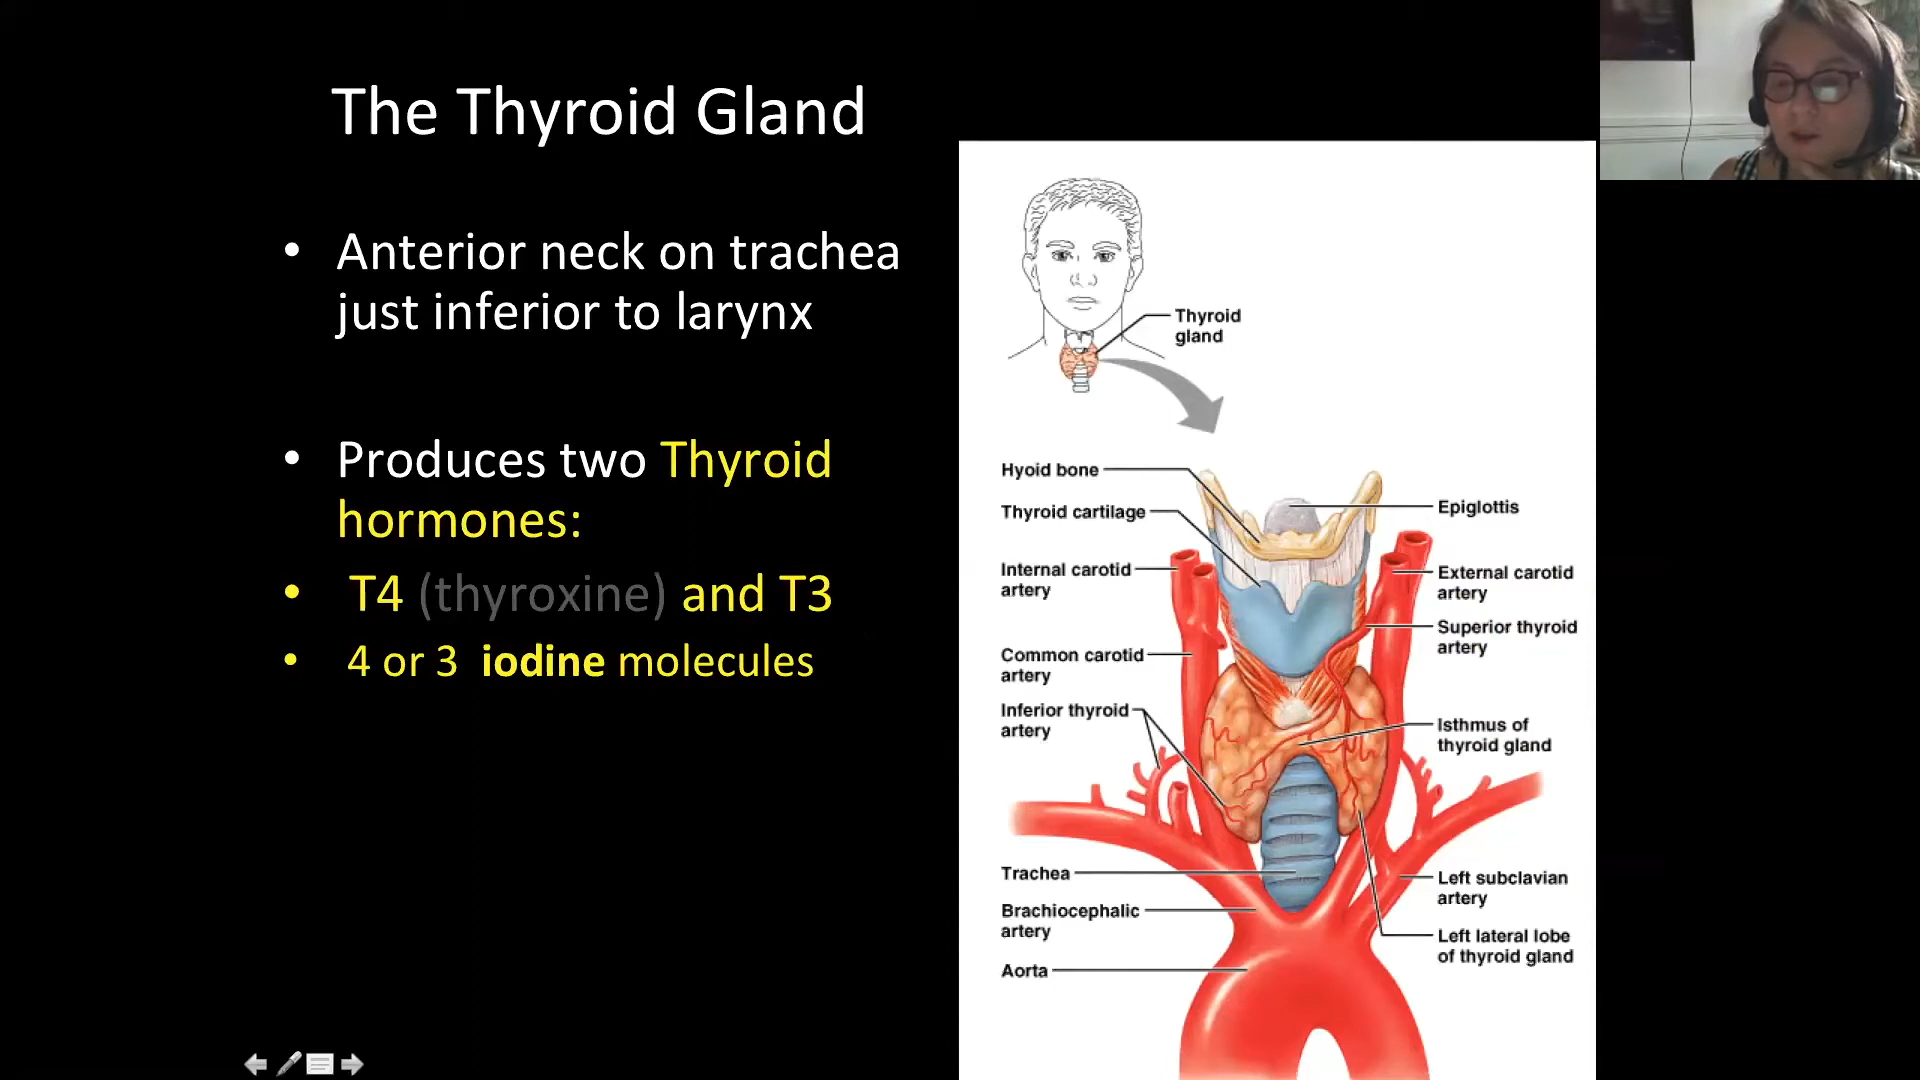 The Thyroid Gland
• Anterior neck on trachea
just inferior to larynx
• Produces two Thyroid
hormones:
• T4 (thyroxine) and T3
• 4 or 3 iodine molecules
Thyroid
gland
Hyoid bone
Thyroid cartilage
Internal carotid
artery
Common carotid
artery
Inferior thyroid
artery
Trachea
Brachiocephalic
artery
Aorta
Epiglottis
External carotid
artery
Superior thyroid
artery
Isthmus of
thyroid gland
Left subclavian
artery
Left lateral lobe
of thyroid gland